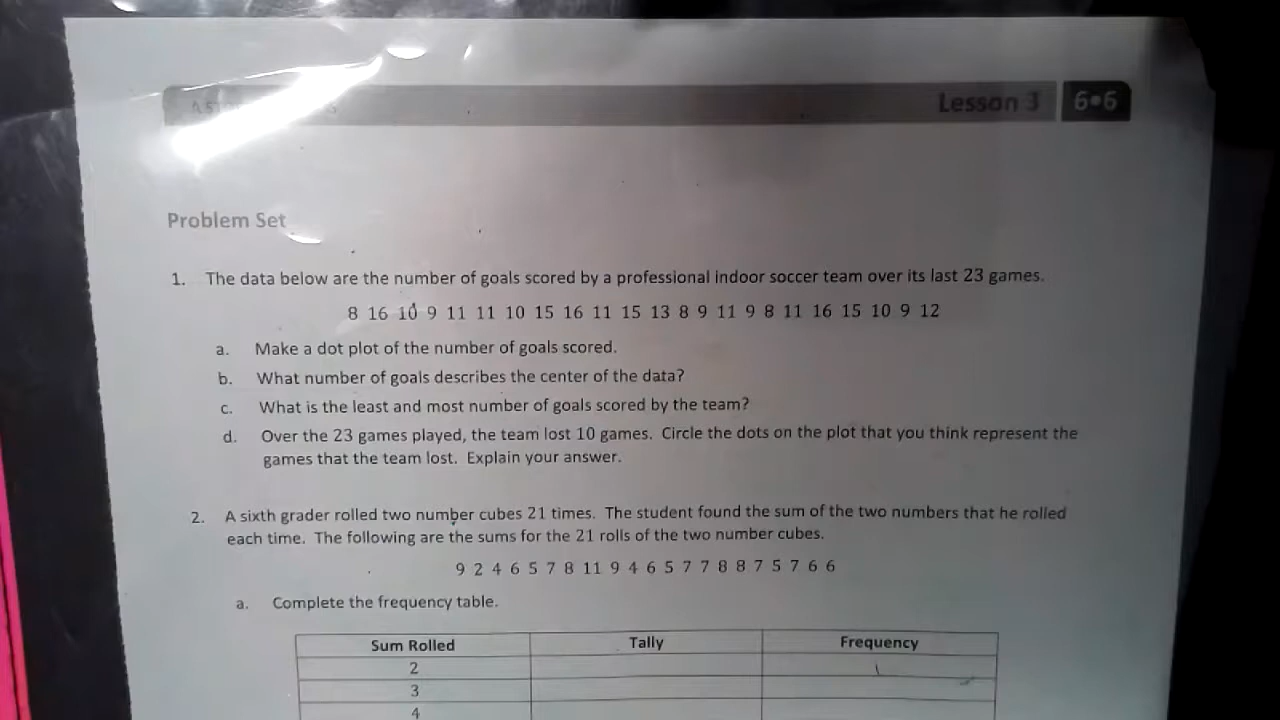 Lesson 3 6•6
Problem Set
1. The data below are the number of goals scored by a professional indoor soccer team over its last 23 games.
8 16 10 9 11 11 10 15 16 11 15 13 8 9 11 9 8 11 16 15 10 9 12
a. Make a dot plot of the number of goals scored.
b. What number of goals describes the center of the data?
c. What is the least and most number of goals scored by the team?
d. Over the 23 games played, the team lost 10 games. Circle the dots on the plot that you think represent the
games that the team lost. Explain your answer.
2. A sixth grader rolled two number cubes 21 times. The student found the sum of the two numbers that he rolled
each time. The following are the sums for the 21 rolls of the two number cubes.
9 2 4 6 5 7 8 11 9 4 6 5 7 7 8 8 7 5 7 6 6
a. Complete the frequency table.
Sum Rolled Tally Frequency
2
3
4